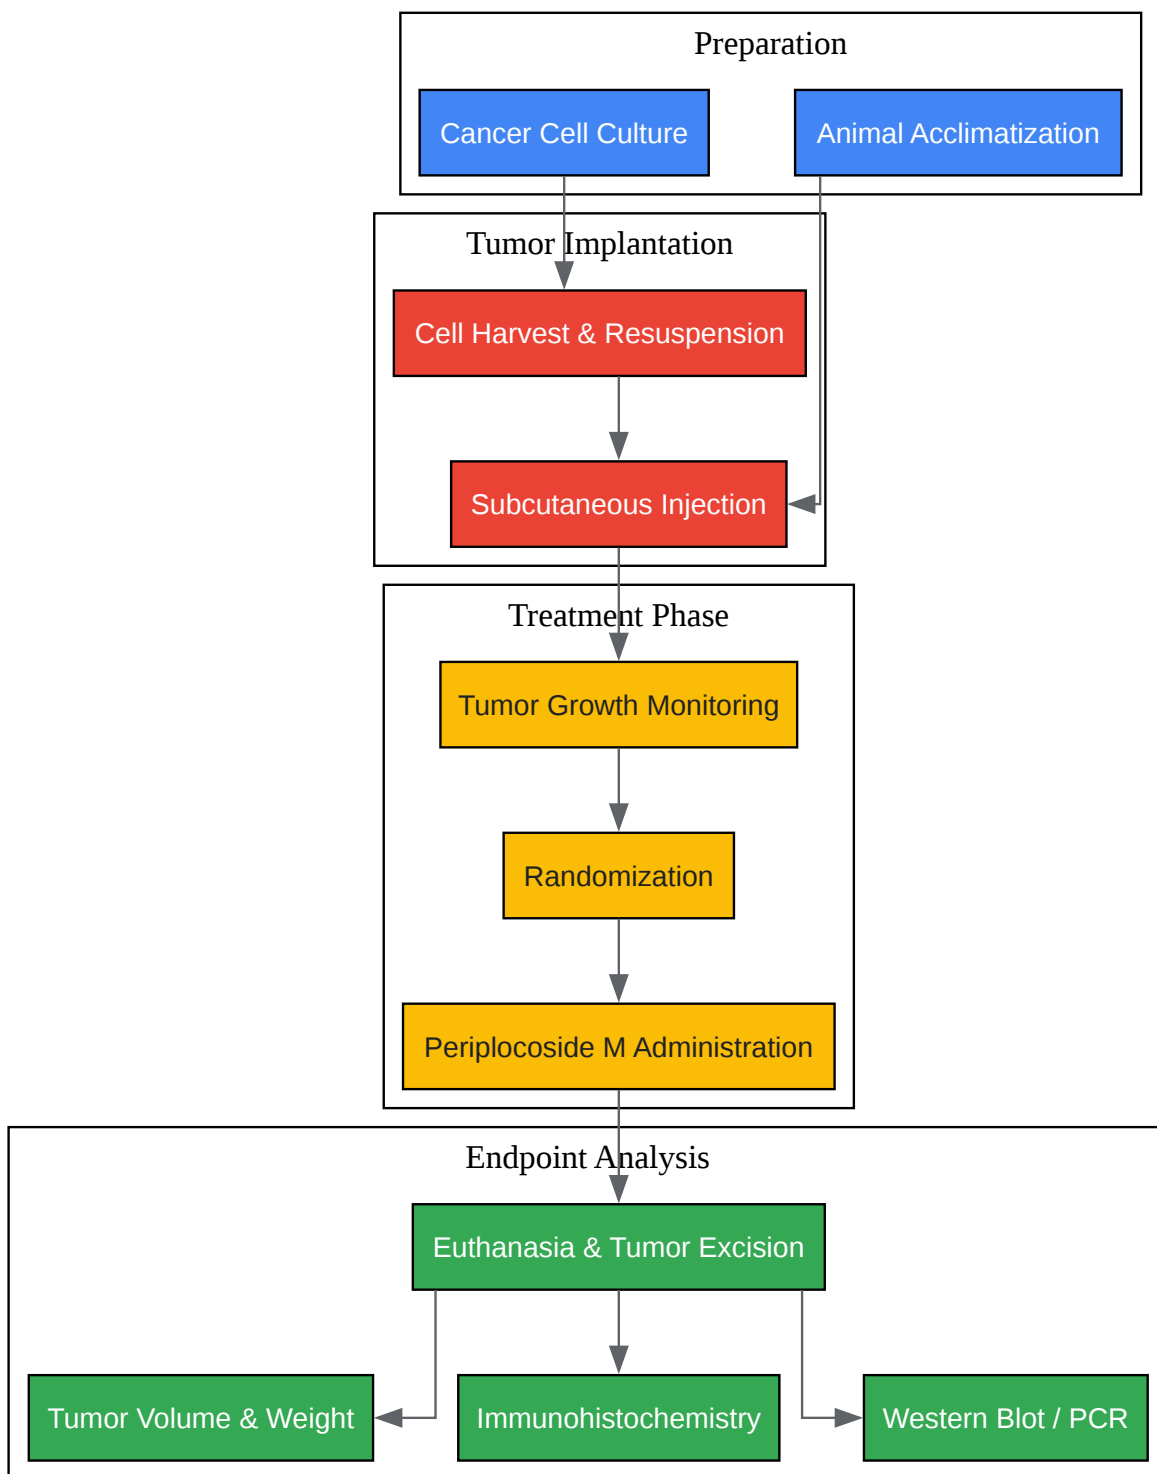 Preparation
Cancer Cell Culture
Animal Acclimatization
Tumor Implantation
Cell Harvest & Resuspension
Subcutaneous Injection
Treatment Phase
Tumor Growth Monitoring
Randomization
Periplocoside M Administration
Endpoint Analysis
Euthanasia & Tumor Excision
Tumor Volume & Weight
Immunohistochemistry
Western Blot / PCR